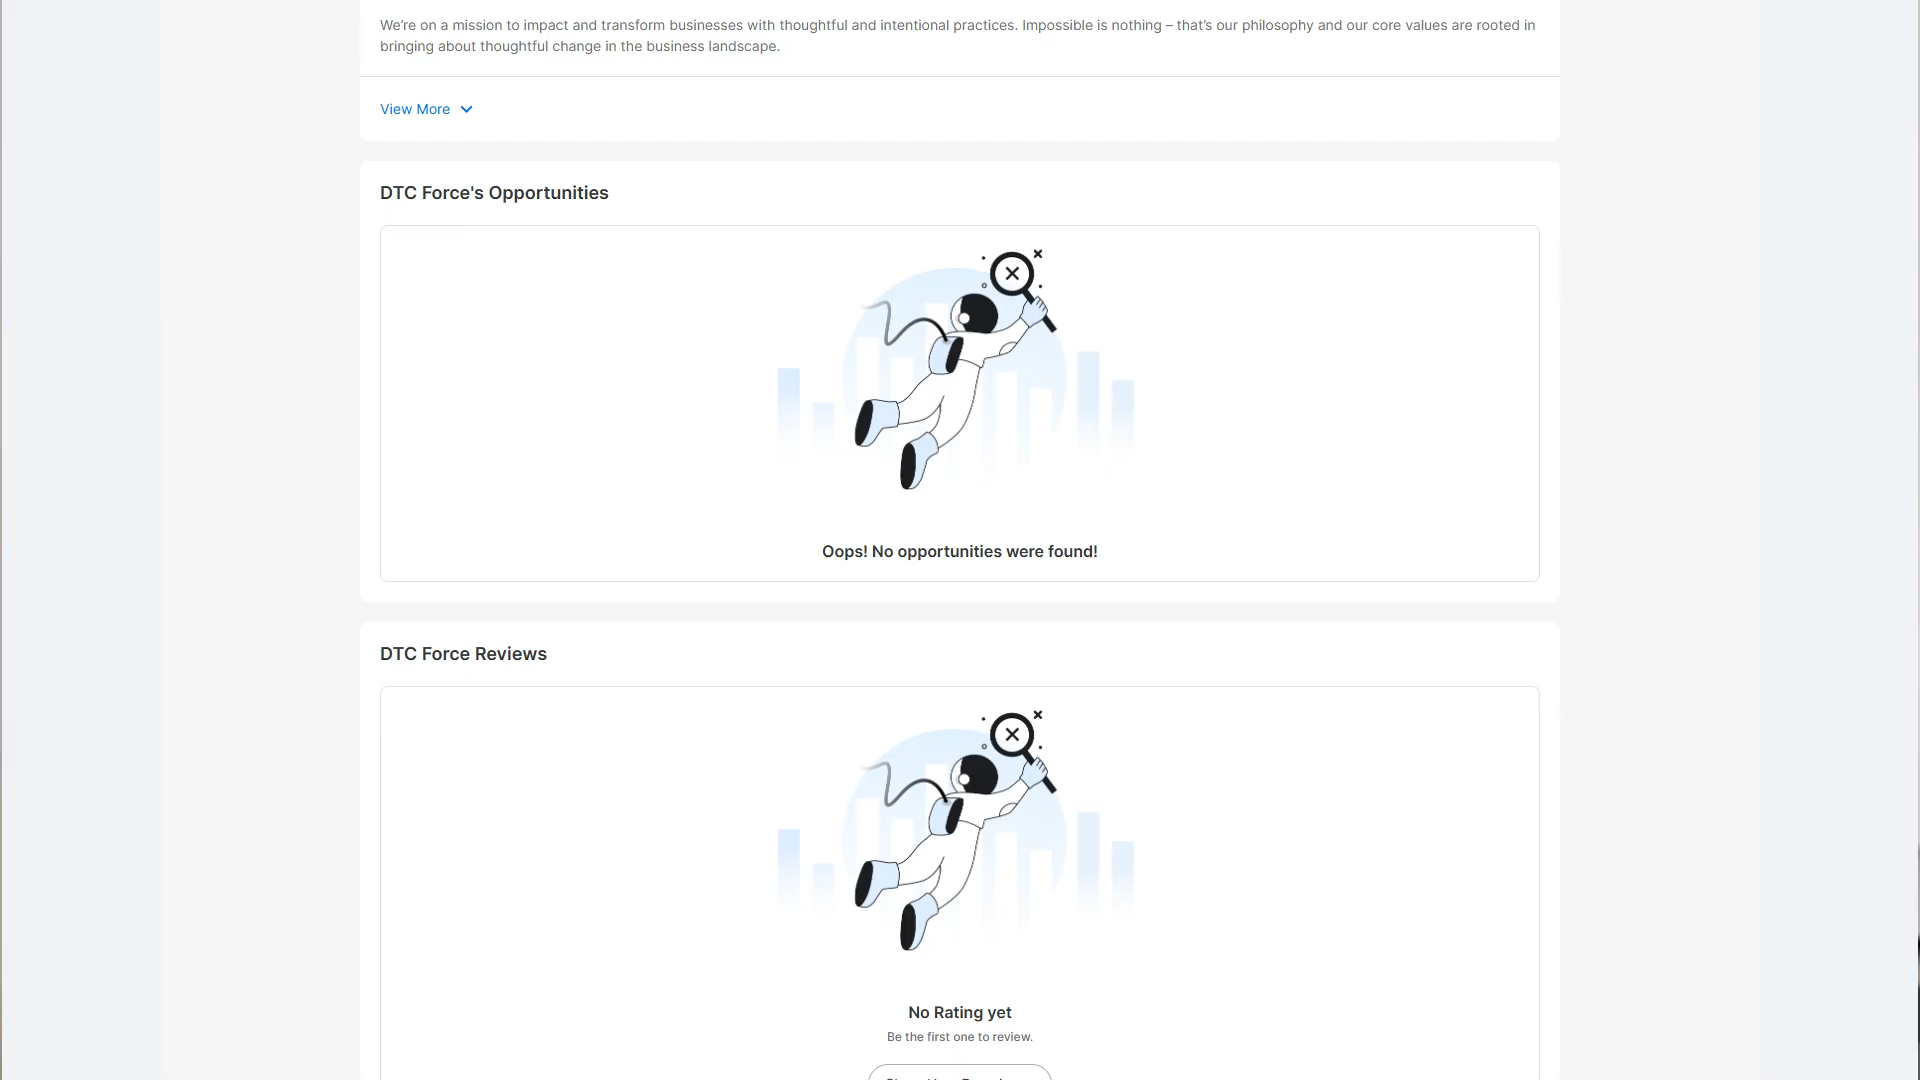 We're on a mission to impact and transform businesses with thoughtful and intentional practices. Impossible is nothing – that's our philosophy and our core values are rooted in
bringing about thoughtful change in the business landscape.
View More
DTC Force's Opportunities
Oops! No opportunities were found!
DTC Force Reviews
No Rating yet
Be the first one to review.